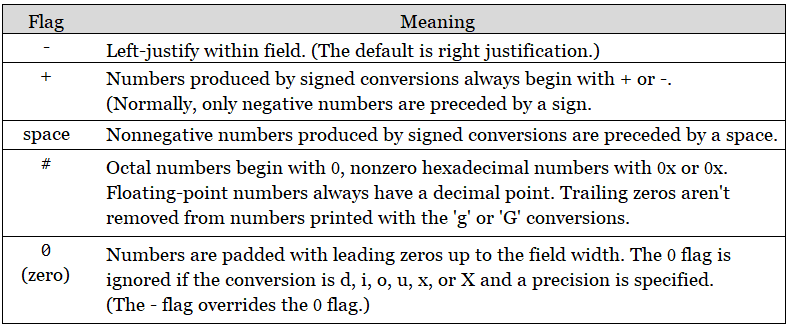 Flag Meaning
- Left-justify within field. (The default is right justification.)
+ Numbers produced by signed conversions always begin with + or -.
(Normally, only negative numbers are preceded by a sign.
space Nonnegative numbers produced by signed conversions are preceded by a space.
# Octal numbers begin with 0, nonzero hexadecimal numbers with 0x or 0x.
Floating-point numbers always have a decimal point. Trailing zeros aren't
removed from numbers printed with the 'g' or 'G' conversions.
0 Numbers are padded with leading zeros up to the field width. The 0 flag is
(zero) ignored if the conversion is d, i, o, u, x, or X and a precision is specified.
(The - flag overrides the 0 flag.)